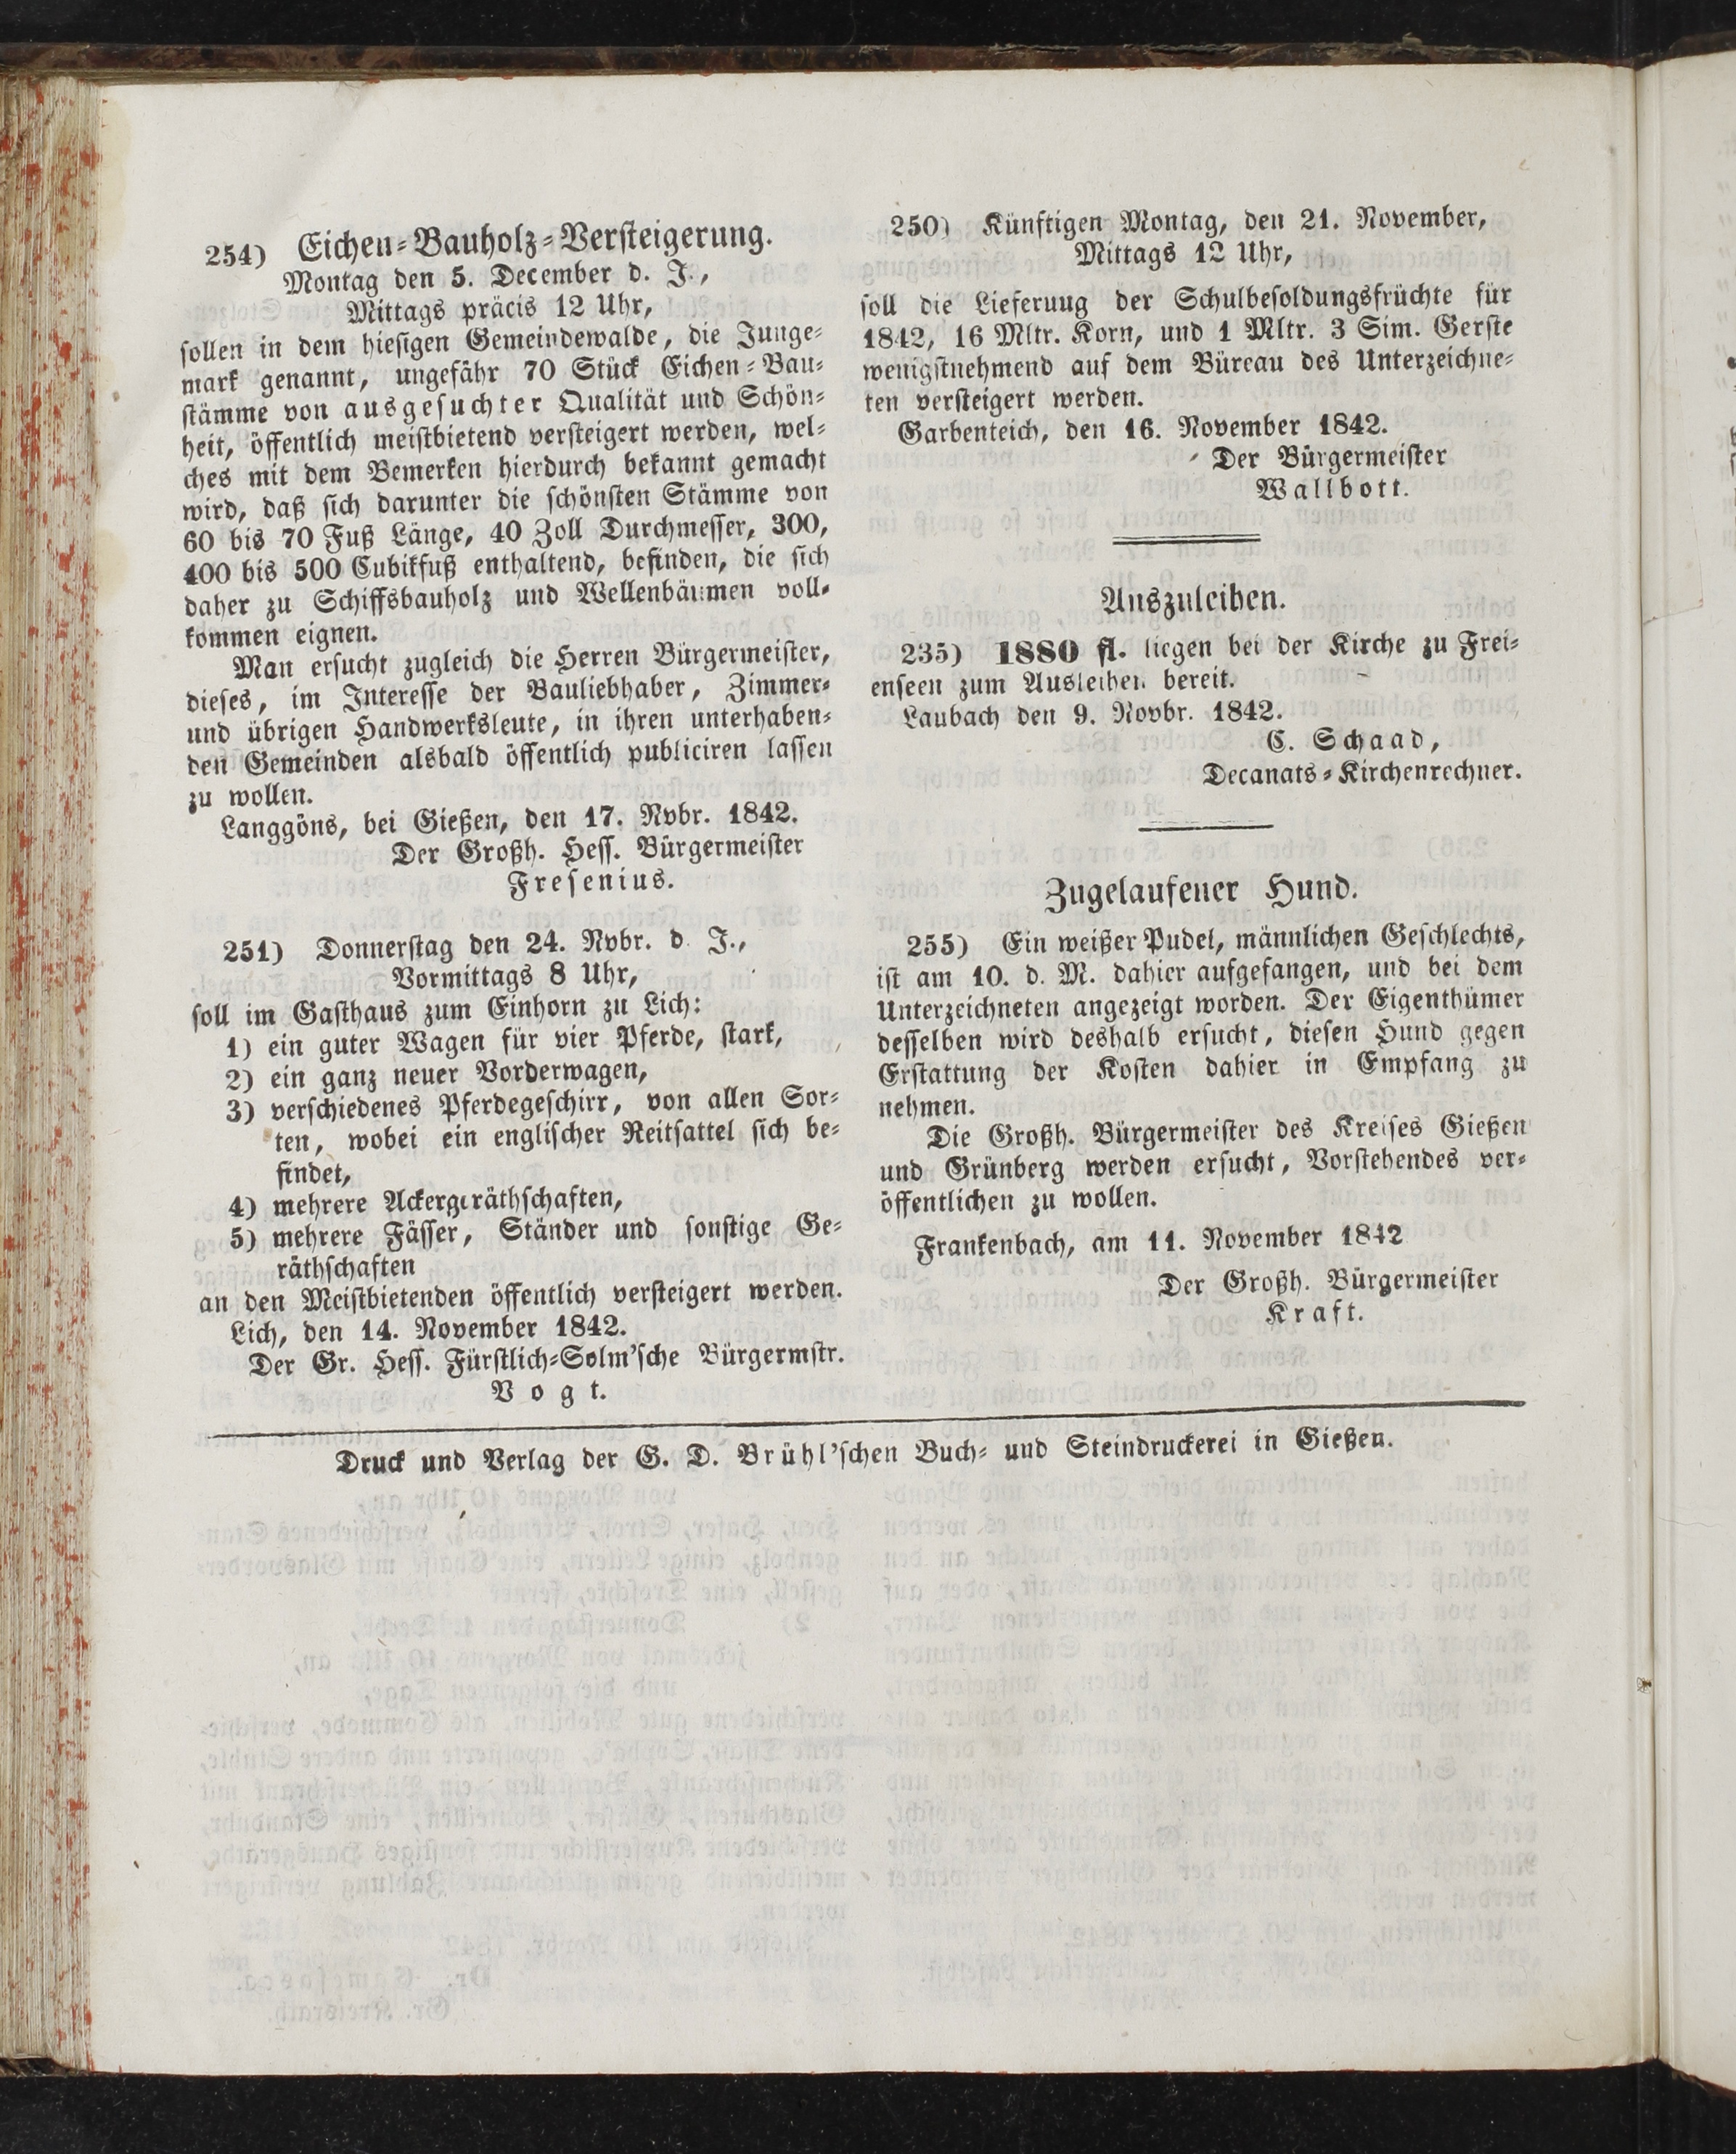 254) Eichen-Bauholz-Versteigerung.
Montag den 5. December d. J.,
Mittags präcis 12 Uhr,
sollen in dem hiesigen Gemeindewalde, die Junge-
mark genannt, ungefähr 70 Stück Eichen-Bau-
stämme von ausgesuchter Qualität und Schön-
heit, öffentlich meistbietend versteigert werden, wel-
ches mit dem Bemerken hierdurch bekannt gemacht
wird, daß sich darunter die schönsten Stämme von
60 bis 70 Fuß Länge, 40 Zoll Durchmesser, 300,
400 bis 500 Cubikfuß enthaltend, befinden, die sich
daher zu Schiffsbauholz und Wellenbäumen voll-
kommen eignen.
Man ersucht zugleich die Herren Bürgermeister,
dieses, im Interesse der Bauliebhaber, Zimmer-
und übrigen Handwerksleute, in ihren unterhaben-
den Gemeinden alsbald öffentlich publiciren lassen
zu wollen.
Langgöns, bei Gießen, den 17. Nvbr. 1842.
Der Großh. Hess. Bürgermeister
Fresenius.
251) Donnerstag den 24. Nvbr. d. J.,
Vormittags 8 Uhr,
soll im Gasthaus zum Einhorn zu Lich:
1) ein guter Wagen für vier Pferde, stark,
2) ein ganz neuer Vorderwagen,
3) verschiedenes Pferdegeschirr, von allen Sor-
ten, wobei ein englischer Reitsattel sich be-
findet,
4) mehrere Ackergeräthschaften,
5) mehrere Fässer, Ständer und sonstige Ge-
räthschaften
an den Meistbietenden öffentlich versteigert werden.
Lich, den 14. November 1842.
Der Gr. Hess. Fürstlich-Solm'sche Bürgermstr.
Vogt.
250) Künftigen Montag, den 21. November,
Mittags 12 Uhr,
soll die Lieferuug der Schulbesoldungsfrüchte für
1842, 16 Mltr. Korn, und 1 Mltr. 3 Sim. Gerste
wenigstnehmend auf dem Büreau des Unterzeichne-
ten versteigert werden.
Garbenteich, den 16. November 1842.
Der Bürgermeister
Wallbott.
Auszuleihen.
235) 1880 fl. liegen bei der Kirche zu Frei-
enseen zum Ausleihen bereit.
Laubach den 9. Novbr. 1842.
C. Schaad,
Decanats-Kirchenrechner.
Zugelaufener Hund.
255) Ein weißer Pudel, männlichen Geschlechts,
ist am 10. d. M. dahier aufgefangen, und bei dem
Unterzeichneten angezeigt worden. Der Eigenthümer
desselben wird deshalb ersucht, diesen Hund gegen
Erstattung der Kosten dahier in Empfang zu
nehmen.
Die Großh. Bürgermeister des Kreises Gießen
und Grünberg werden ersucht, Vorstehendes ver-
öffentlichen zu wollen.
Frankenbach, am 11. November 1842
Der Großh. Bürgermeister
Kraft.
Druck und Verlag der G. D. Brühl'schen Buch- und Steindruckerei in Gießen.